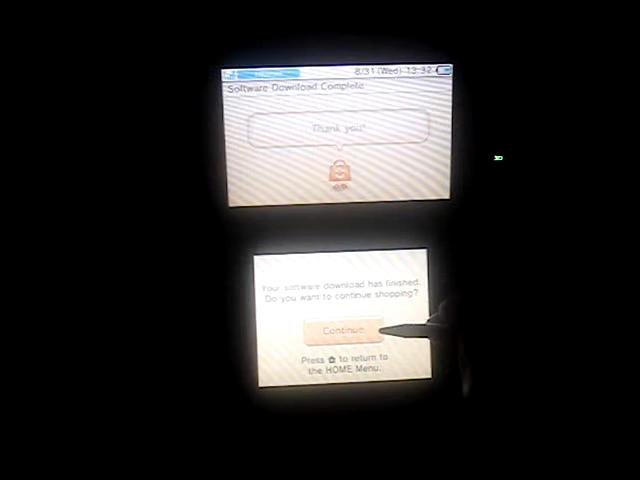 8/31 (Wed) 13:32
Software Download Complete
Thank you!
3D
Your software download has finished.
Do you want to continue shopping?
Continue
Press to return to
the HOME Menu.